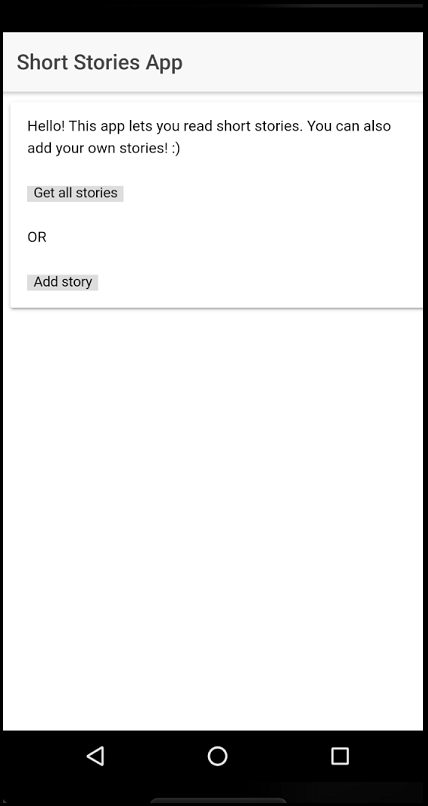 Short Stories App
Hello! This app lets you read short stories. You can also
add your own stories! :)
Get all stories
OR
Add story